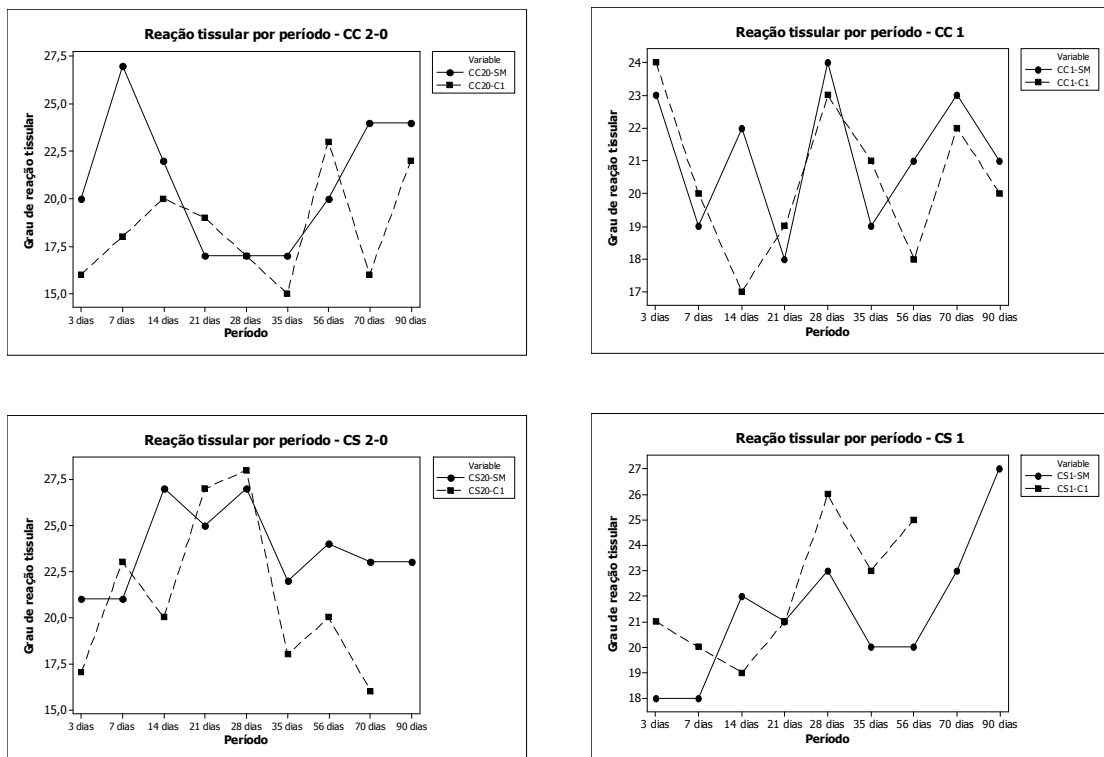 Reação tissular por período - CC 2-0
Variable
CC20-SM
CC20-C1
Grau de reação tissular
27,5
25,0
22,5
20,0
17,5
15,0
3 dias 7 dias 14 dias 21 dias 28 dias 35 dias 56 dias 70 dias 90 dias
Período
Reação tissular por período - CC 1
Variable
CC1-SM
CC1-C1
Grau de reação tissular
24
23
22
21
20
19
18
17
3 dias 7 dias 14 dias 21 dias 28 dias 35 dias 56 dias 70 dias 90 dias
Período
Reação tissular por período - CS 2-0
Variable
CS20-SM
CS20-C1
Grau de reação tissular
27,5
25,0
22,5
20,0
17,5
15,0
3 dias 7 dias 14 dias 21 dias 28 dias 35 dias 56 dias 70 dias 90 dias
Período
Reação tissular por período - CS 1
Variable
CS1-SM
CS1-C1
Grau de reação tissular
27
26
25
24
23
22
21
20
19
18
3 dias 7 dias 14 dias 21 dias 28 dias 35 dias 56 dias 70 dias 90 dias
Período